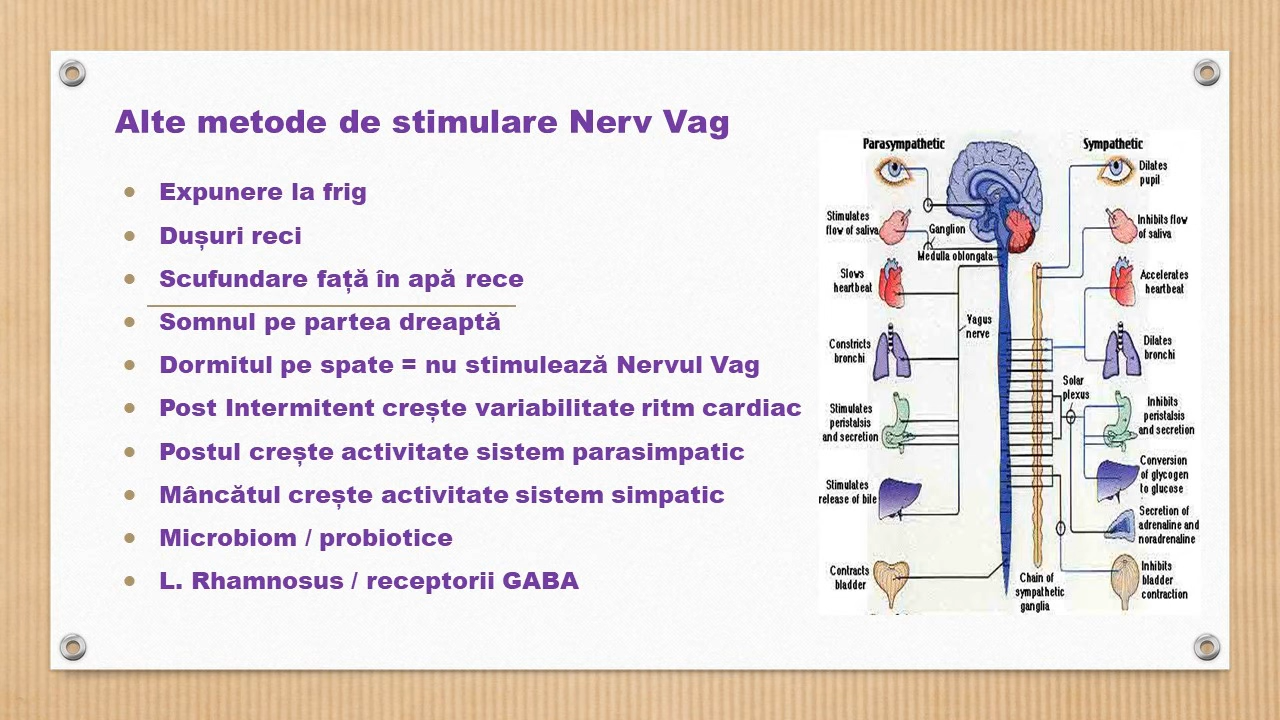 Alte metode de stimulare Nerv Vag
Expunere la frig
Dușuri reci
Scufundare față în apă rece
Somnul pe partea dreaptă
Dormitul pe spate = nu stimulează Nervul Vag
Post Intermitent crește variabilitate ritm cardiac
Postul crește activitate sistem parasimpatic
Mâncătul crește activitate sistem simpatic
Microbiom / probiotice
L. Rhamnosus / receptorii GABA
Parasympathetic
Stimulates
flow of saliva
Ganglion
Medulla oblongata
Slows
heartbeat
Vagus
nerve
Constricts
bronchi
Stimulates
peristalsis
and secretion
Stimulates
release of bile
Contracts
bladder
Sympathetic
Dilates
pupil
Inhibits flow
of saliva
Accelerates
heartbeat
Dilates
bronchi
Solar
plexus
Inhibits
peristalsis
and secretion
Conversion
of glycogen
to glucose
Secretion of
adrenaline and
noradrenaline
Inhibits
bladder
contraction
Chain of
sympathetic
ganglia